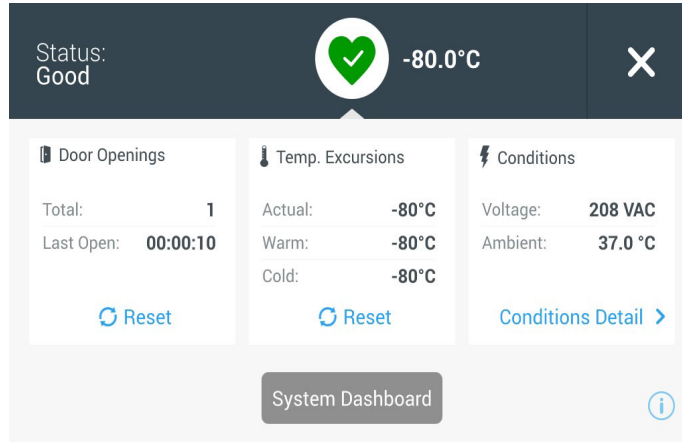 Status:
Good
-80.0°C
Door Openings
Total: 1
Last Open: 00:00:10
Reset
Temp. Excursions
Actual: -80°C
Warm: -80°C
Cold: -80°C
Reset
Conditions
Voltage: 208 VAC
Ambient: 37.0 °C
Conditions Detail
System Dashboard
i